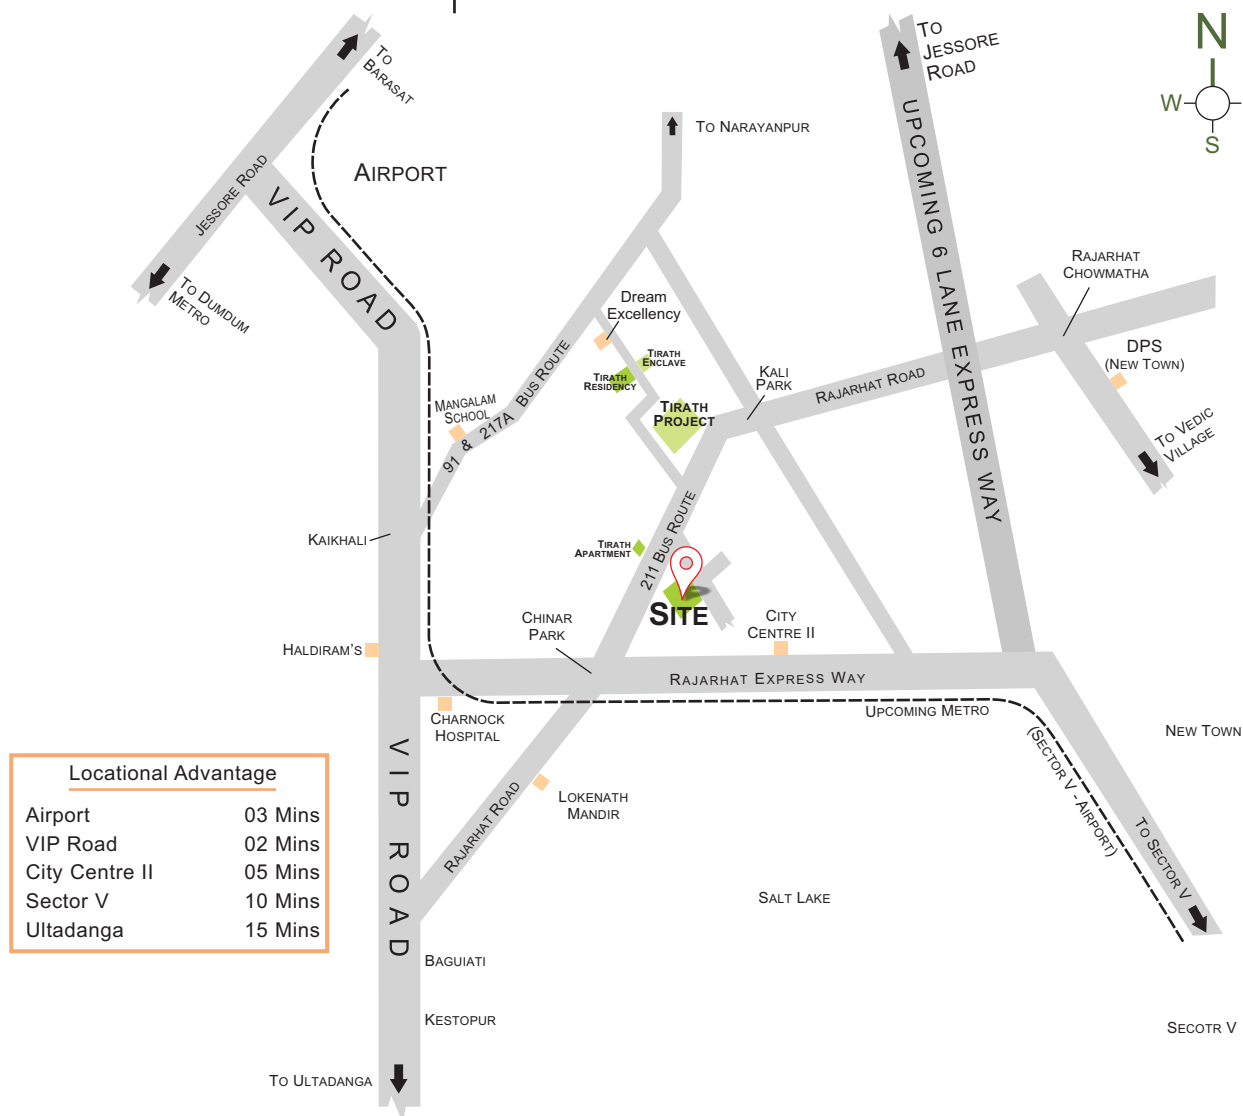 To
Barasat
To
Jessore
Road
N
W
S
To Narayanpur
Airport
Jessore Road
VIP ROAD
To Dumdum
Metro
UPCOMING 6 LANE EXPRESS WAY
Rajarhat
Chowmatha
Dream
Excellency
Tirath
Enclave
Tirath
Residency
Tirath
Project
Kali
Park
Rajarhat Road
DPS
(New Town)
To Vedic
Village
Mangalam
School
91 & 217A Bus Route
Kaikhali
Tirath
Apartment
211 Bus Route
Site
Chinar
Park
City
Centre II
Haldiram's
Rajarhat Express Way
Charnock
Hospital
Upcoming Metro
(Sector V - Airport)
New Town
VIP ROAD
Rajarhat Road
Lokenath
Mandir
To Sector V
Salt Lake
Locational Advantage
Airport 03 Mins
VIP Road 02 Mins
City Centre II 05 Mins
Sector V 10 Mins
Ultadanga 15 Mins
Baguiati
Kestopur
Secotr V
To Ultadanga